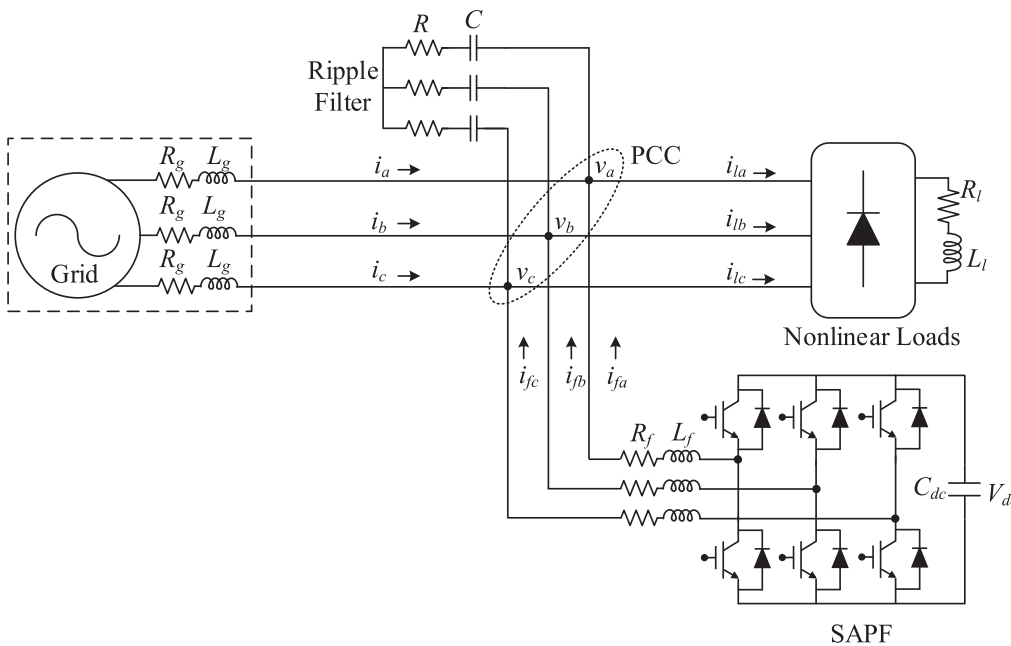 R C
Ripple
Filter
PCC
R_g L_g
i_a
v_a
i_la
R_g L_g
i_b
v_b
i_lb
R_g L_g
i_c
v_c
i_lc
Grid
R_l
L_l
Nonlinear Loads
i_fc i_fb i_fa
R_f L_f
C_dc V_d
SAPF